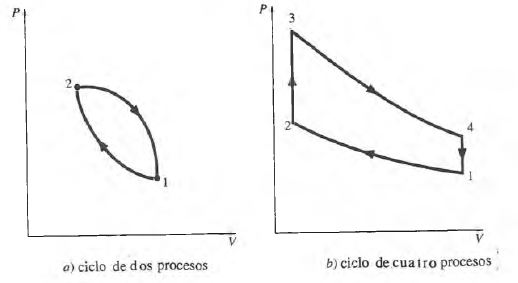 P
2
1
V
a) ciclo de dos procesos
P
3
2
4
1
V
b) ciclo de cuatro procesos